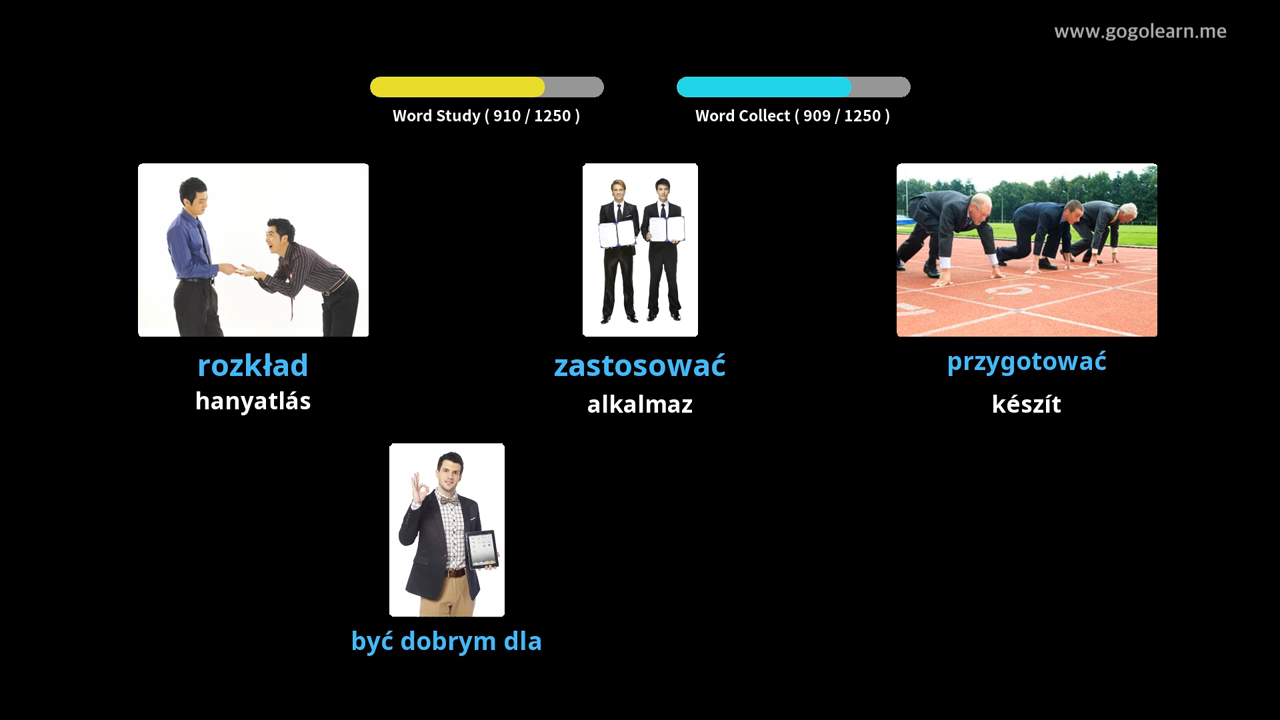 www.gogolearn.me
Word Study ( 910 / 1250 )
Word Collect ( 909 / 1250 )
rozkład
hanyatlás
zastosować
alkalmaz
przygotować
készít
być dobrym dla